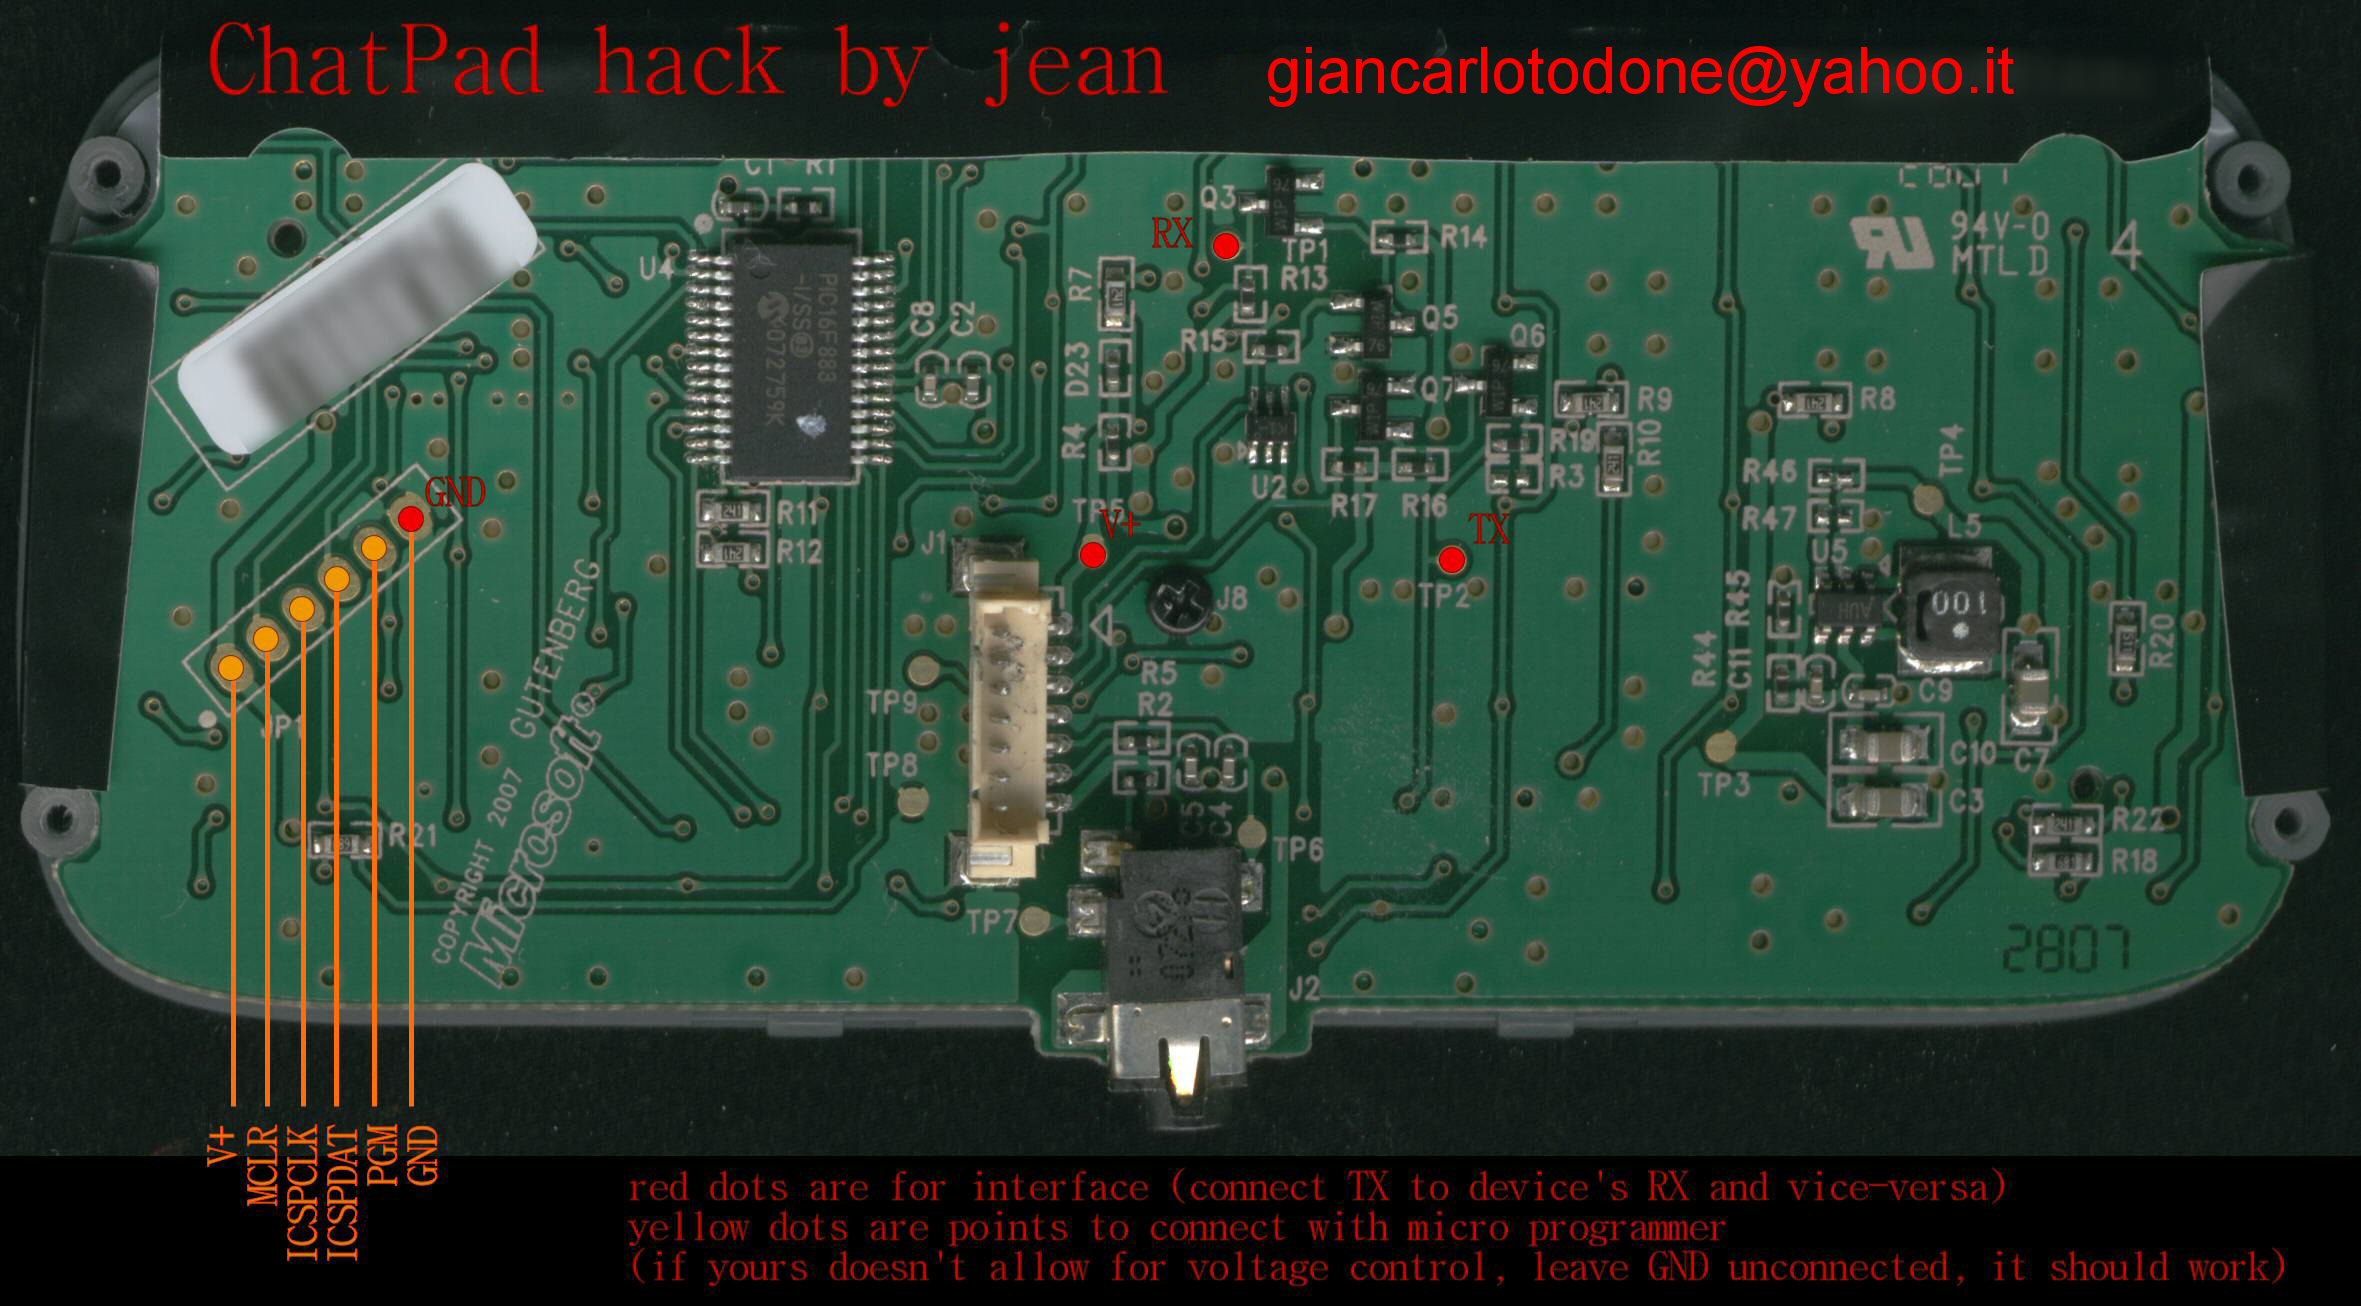 ChatPad hack by jean giancarlotodone@yahoo.it
C1 R1
Q3
RX
TP1
R14
94V-0
MTLD
4
U4
PIC16F883
-I/SS e3
072759K
R7
R13
C8 C2
R15
Q5
Q6
D23
Q7
R9
R8
R4
R19
R10
TP4
R46
GND
R3
U2
R17 R16
R11
TP5
V+
TX
R47
L5
J1
R12
U5
TP2
J8
R45
001
R20
R5
R44
C11
TP9
R2
C9
JP1
COPYRIGHT 2007 GUTENBERG
Microsoft®
TP8
C10 C7
TP3
C5 C4
C3
R21
R22
TP6
R18
TP7
2807
J2
V+
MCLR
ICSPCLK
ICSPDAT
PGM
GND
red dots are for interface (connect TX to device's RX and vice-versa)
yellow dots are points to connect with micro programmer
(if yours doesn't allow for voltage control, leave GND unconnected, it should work)